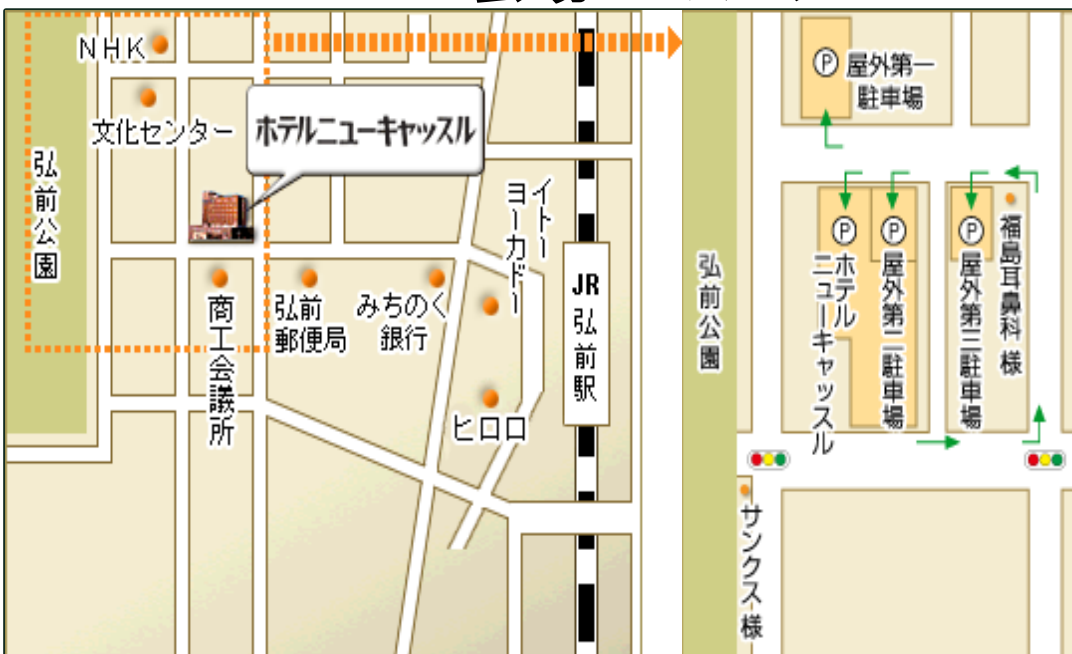 NHK
文化センター
ホテルニューキャッスル
弘前公園
イトー
ヨーカドー
JR
弘前駅
商工会議所
弘前
郵便局
みちのく
銀行
ヒロロ
P
屋外第一
駐車場
P
ホテル
ニューキャッスル
P
屋外第二駐車場
P
屋外第三駐車場
福島耳鼻科 様
弘前公園
サンクス 様